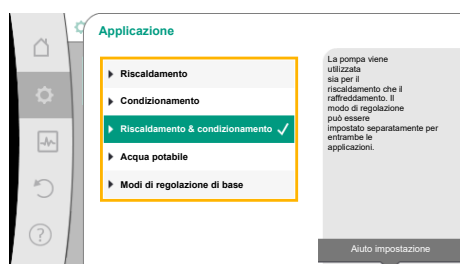 Applicazione
Riscaldamento
Condizionamento
Riscaldamento & condizionamento
Acqua potabile
Modi di regolazione di base
La pompa viene
utilizzata
sia per il
riscaldamento che il
raffreddamento. Il
modo di regolazione
può essere
impostato separatamente per
entrambe le
applicazioni.
Aiuto impostazione
?